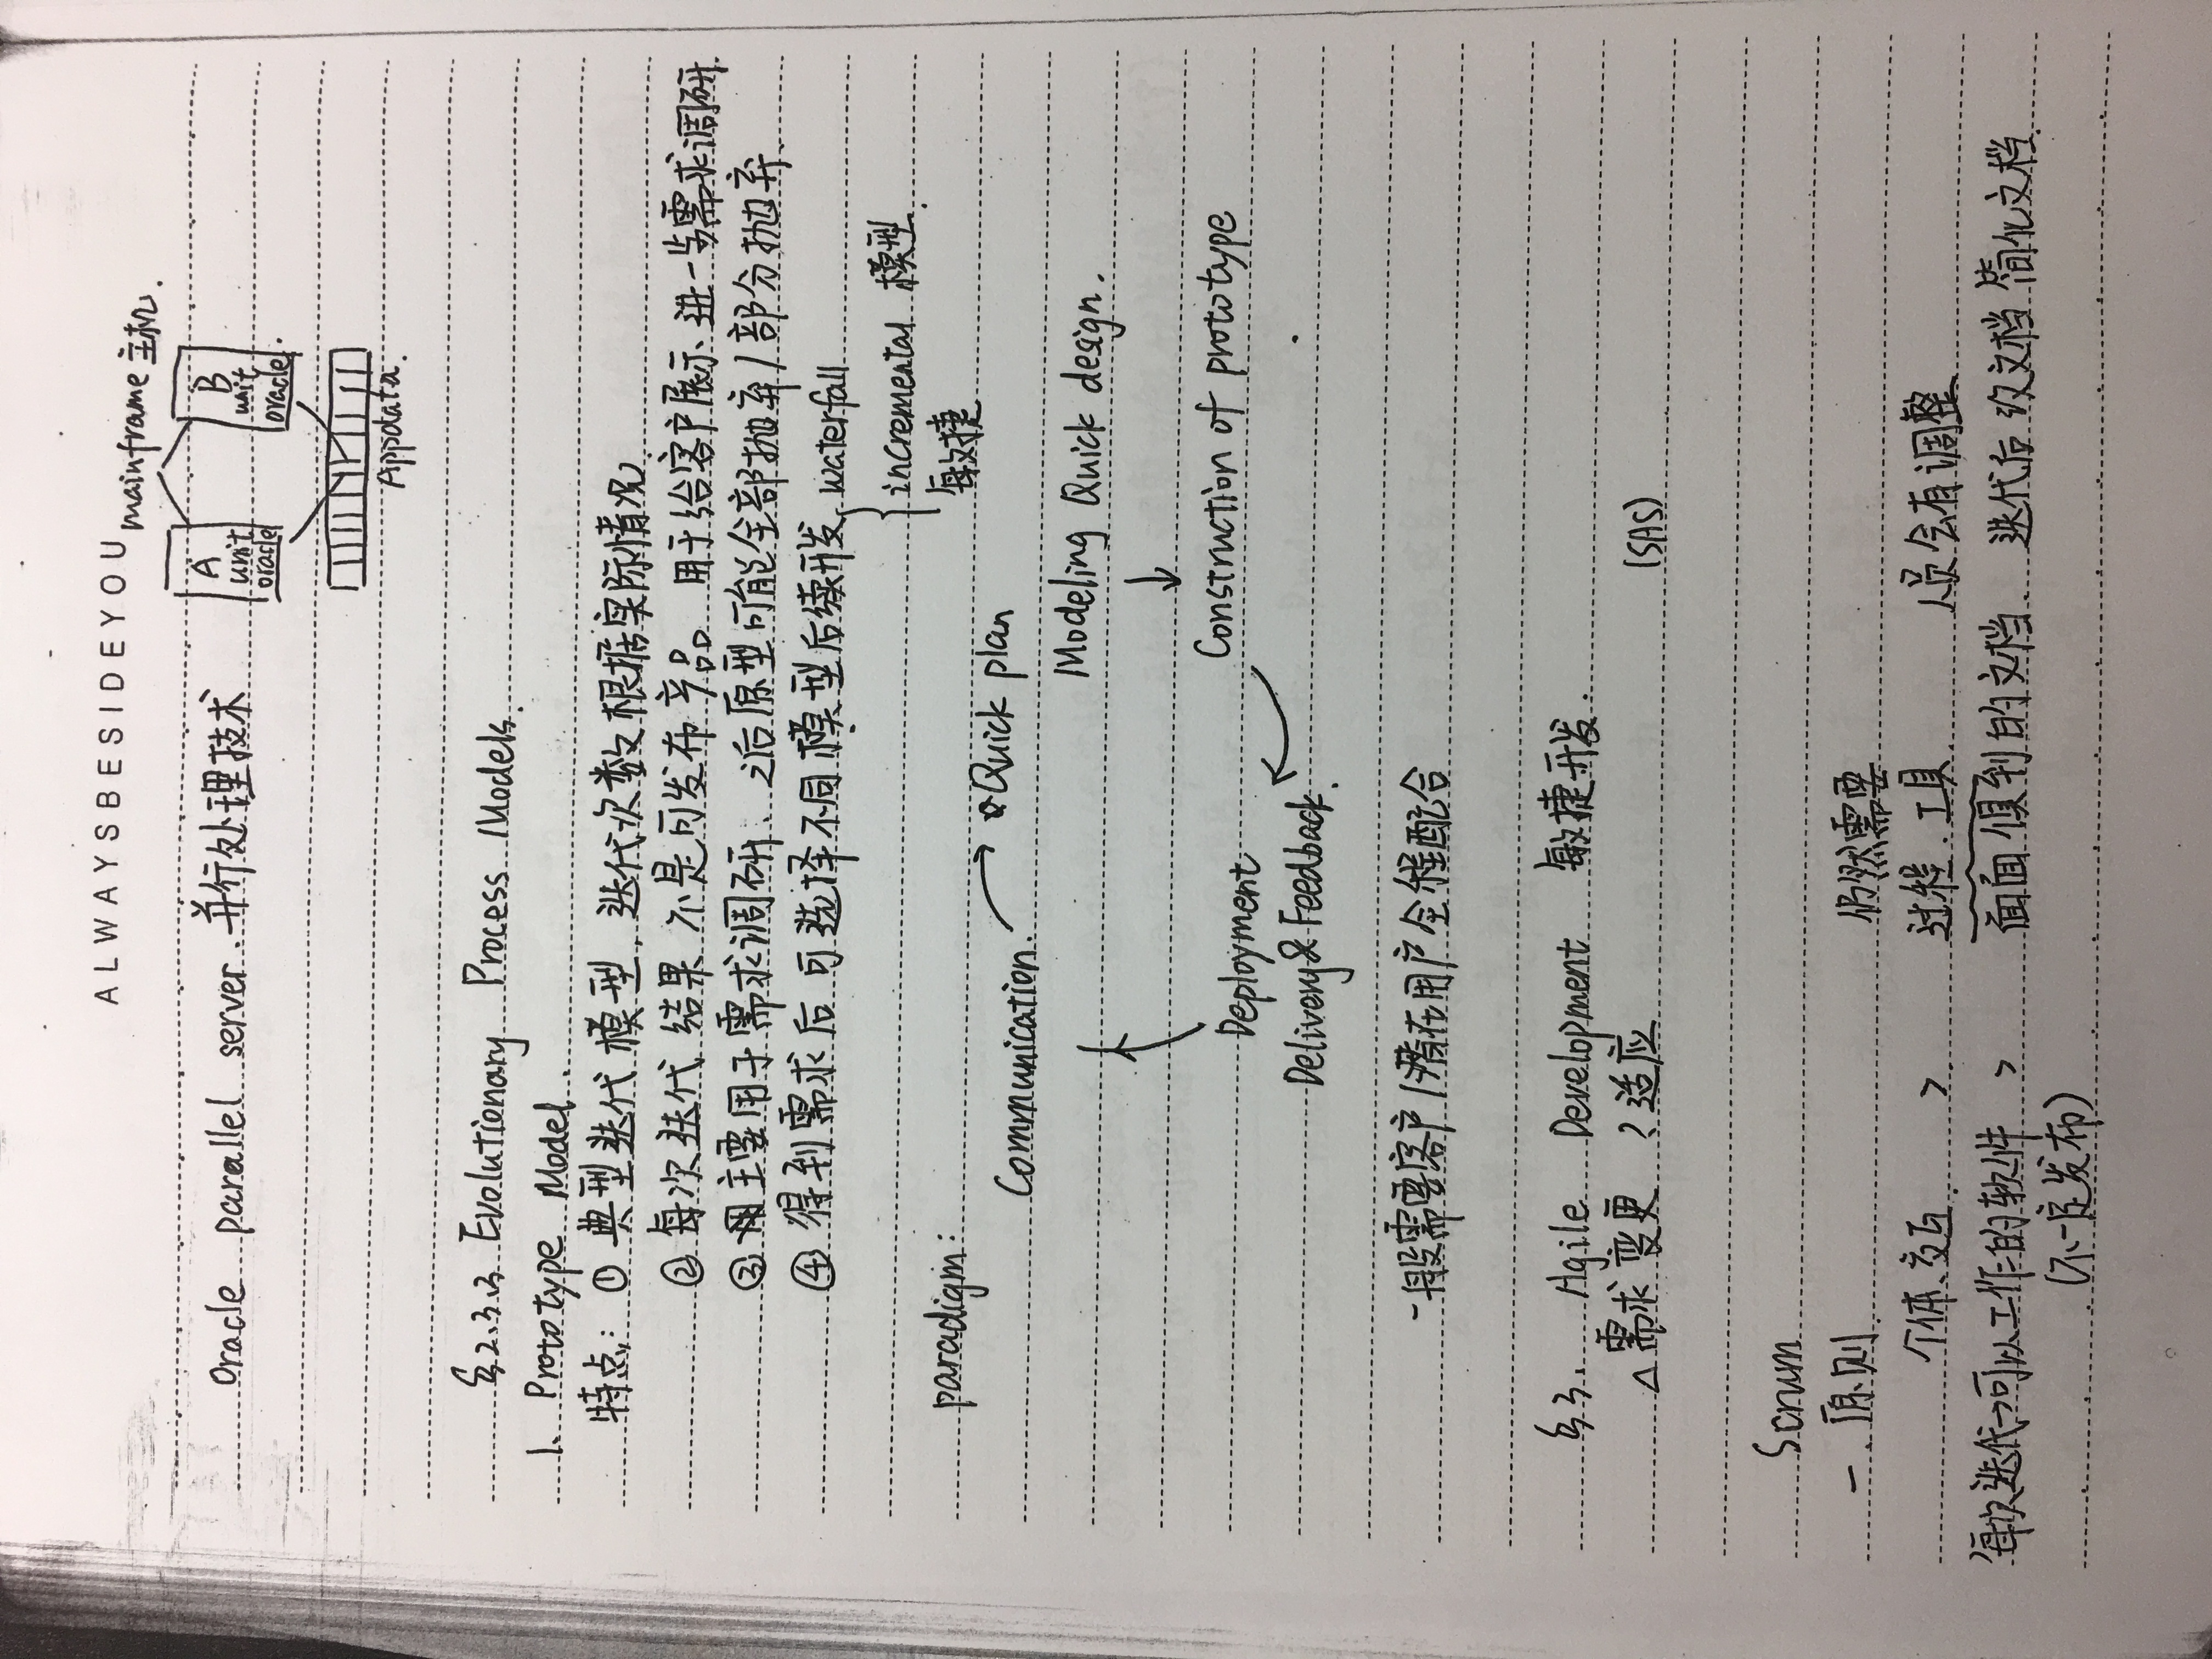 ALWAYSBESIDEYOU
mainframe 主机.
Oracle parallel server. 并行处理技术
A unit oracle
B unit oracle.
Appdata.
§2.3.3 Evolutionary Process Models.
1. Prototype Model.
特点: ① 典型迭代模型, 迭代次数根据实际情况.
② 每次迭代 结果 不是可发布产品 用于给客户展示、进一步需求调研.
③ 主要用于需求调研、之后原型可能全部抛弃/部分抛弃.
④ 得到需求后 可选择不同模型后续开发 { waterfall
incremental 模型.
敏捷
paradigm:
Communication. → Quick plan
Modeling Quick design.
↓
Construction of prototype
Deployment
Delivery & Feedback.
一般需要客户/潜在用户全程配合
§3. Agile Development 敏捷开发.
△需求变更 ? 适应 (SAS)
Scrum
一、原则. 仍然需要
个体、交互. > 过程、工具. 人员会有调整
每次迭代→可以工作的软件 > 面面俱到的文档、迭代后 改文档 简化文档.
(不一定发布)